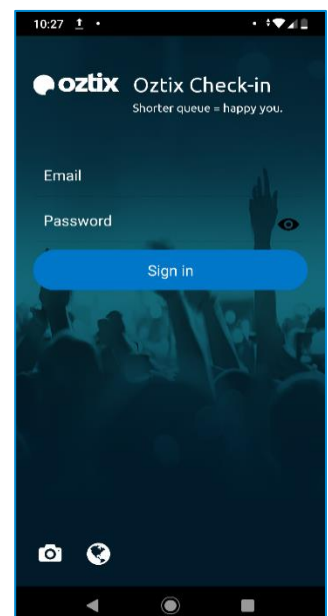 10:27
oztix Oztix Check-in
Shorter queue = happy you.
Email
Password
Sign in